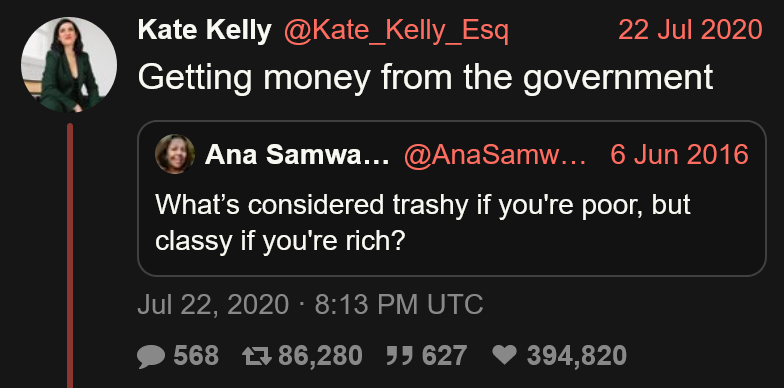 Kate Kelly @Kate_Kelly_Esq 22 Jul 2020
Getting money from the government
Ana Samwa... @AnaSamw... 6 Jun 2016
What’s considered trashy if you're poor, but
classy if you're rich?
Jul 22, 2020 · 8:13 PM UTC
568 86,280 627 394,820